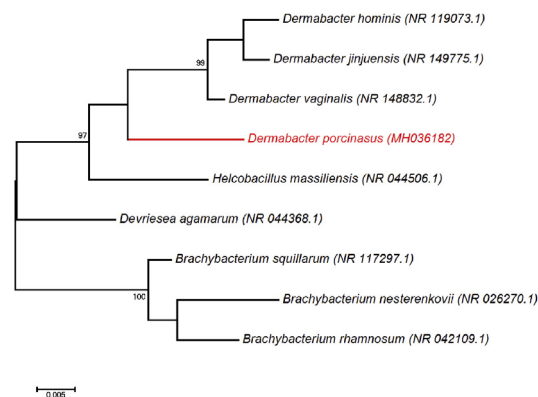 Dermabacter hominis (NR 119073.1)
Dermabacter jinjuensis (NR 149775.1)
99
Dermabacter vaginalis (NR 148832.1)
97
Dermabacter porcinasus (MH036182)
Helcobacillus massiliensis (NR 044506.1)
Devriesea agamarum (NR 044368.1)
Brachybacterium squillarum (NR 117297.1)
100
Brachybacterium nesterenkovii (NR 026270.1)
Brachybacterium rhamnosum (NR 042109.1)
0.005